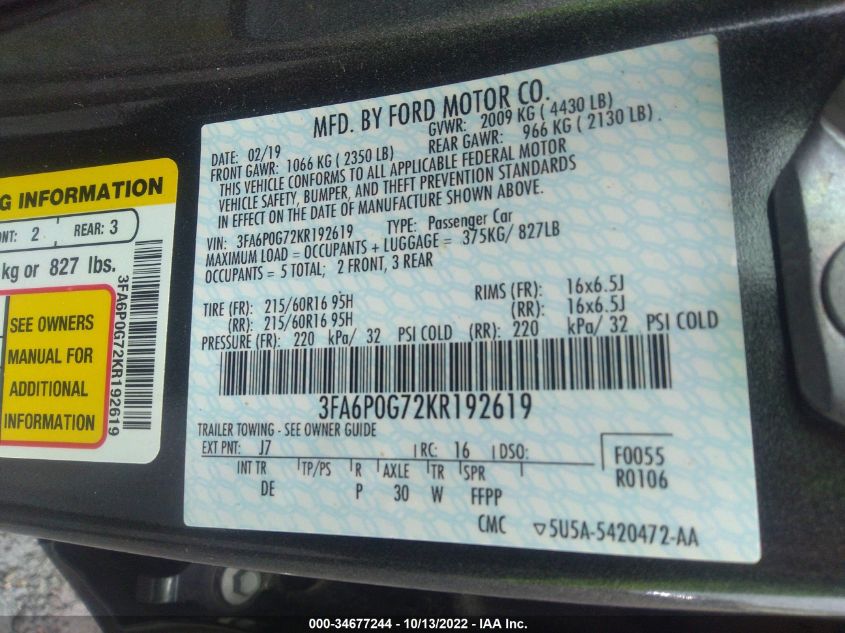 G INFORMATION
NT: 2 REAR: 3
kg or 827 lbs.
SEE OWNERS
MANUAL FOR
ADDITIONAL
INFORMATION
3FA6P0G72KR192619
MFD. BY FORD MOTOR CO.
DATE: 02/19 GVWR: 2009 KG ( 4430 LB)
FRONT GAWR: 1066 KG ( 2350 LB) REAR GAWR: 966 KG ( 2130 LB).
THIS VEHICLE CONFORMS TO ALL APPLICABLE FEDERAL MOTOR
VEHICLE SAFETY, BUMPER, AND THEFT PREVENTION STANDARDS
IN EFFECT ON THE DATE OF MANUFACTURE SHOWN ABOVE.
VIN: 3FA6P0G72KR192619 TYPE: Passenger Car
MAXIMUM LOAD = OCCUPANTS + LUGGAGE = 375KG/ 827LB
OCCUPANTS = 5 TOTAL; 2 FRONT, 3 REAR
TIRE (FR): 215/60R16 95H RIMS (FR): 16x6.5J
(RR): 215/60R16 95H (RR): 16x6.5J
PRESSURE (FR): 220 kPa/ 32 PSI COLD (RR): 220 kPa/ 32 PSI COLD
3FA6P0G72KR192619
TRAILER TOWING - SEE OWNER GUIDE
EXT PNT: J7 RC: 16 DSO: F0055
INT TR TP/PS R AXLE TR SPR R0106
DE P 30 W FFPP
CMC ▽5U5A-5420472-AA
000-34677244 - 10/13/2022 - IAA Inc.